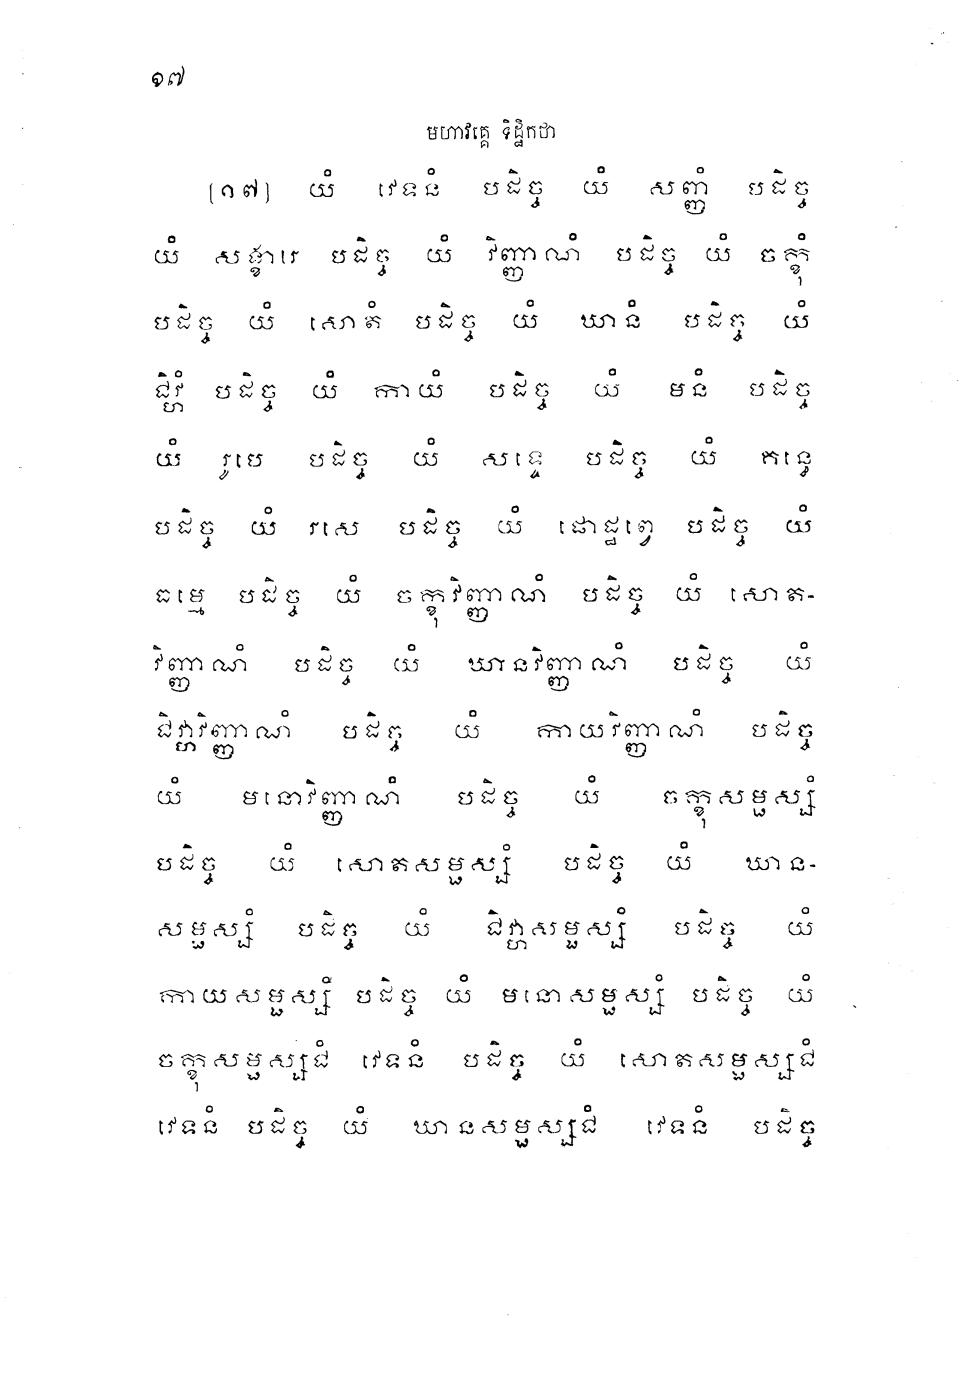 ១៧
មហាវគ្គេ ទិដ្ឋិកថា
[១៧] យំ វេទនំ បដិច្ច យំ សញ្ញំ បដិច្ច
យំ សង្ខារេ បដិច្ច យំ វិញ្ញាណំ បដិច្ច យំ ចក្ខុំ
បដិច្ច យំ សោតំ បដិច្ច យំ ឃានំ បដិច្ច យំ
ជិវ្ហំ បដិច្ច យំ កាយំ បដិច្ច យំ មនំ បដិច្ច
យំ រូបេ បដិច្ច យំ សទ្ទេ បដិច្ច យំ គន្ធេ
បដិច្ច យំ រសេ បដិច្ច យំ ផោដ្ឋព្វេ បដិច្ច យំ
ធម្មេ បដិច្ច យំ ចក្ខុវិញ្ញាណំ បដិច្ច យំ សោត-
វិញ្ញាណំ បដិច្ច យំ ឃានវិញ្ញាណំ បដិច្ច យំ
ជិវ្ហាវិញ្ញាណំ បដិច្ច យំ កាយវិញ្ញាណំ បដិច្ច
យំ មនោវិញ្ញាណំ បដិច្ច យំ ចក្ខុសម្ផស្សំ
បដិច្ច យំ សោតសម្ផស្សំ បដិច្ច យំ ឃាន-
សម្ផស្សំ បដិច្ច យំ ជិវ្ហាសម្ផស្សំ បដិច្ច យំ
កាយសម្ផស្សំ បដិច្ច យំ មនោសម្ផស្សំ បដិច្ច យំ
ចក្ខុសម្ផស្សជំ វេទនំ បដិច្ច យំ សោតសម្ផស្សជំ
វេទនំ បដិច្ច យំ ឃានសម្ផស្សជំ វេទនំ បដិច្ច